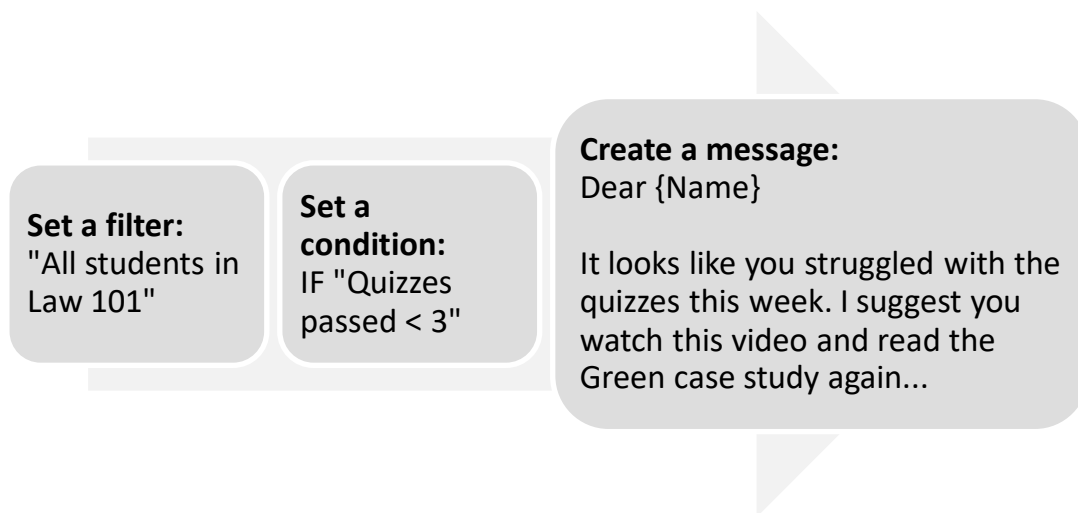 Set a filter:
"All students in
Law 101"
Set a
condition:
IF "Quizzes
passed < 3"
Create a message:
Dear {Name}
It looks like you struggled with the
quizzes this week. I suggest you
watch this video and read the
Green case study again...